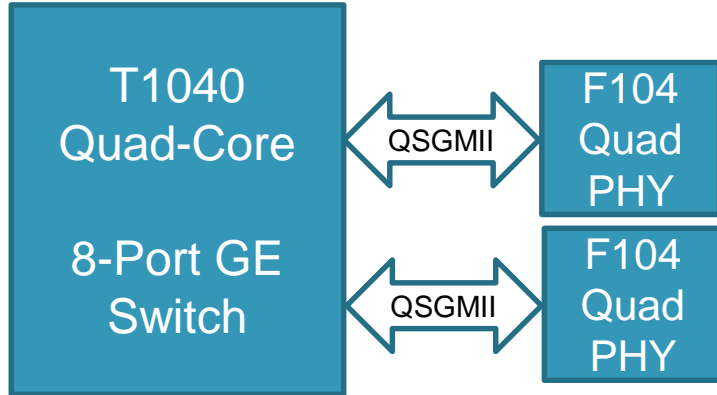 T1040
Quad-Core
8-Port GE
Switch
QSGMII
F104
Quad
PHY
QSGMII
F104
Quad
PHY